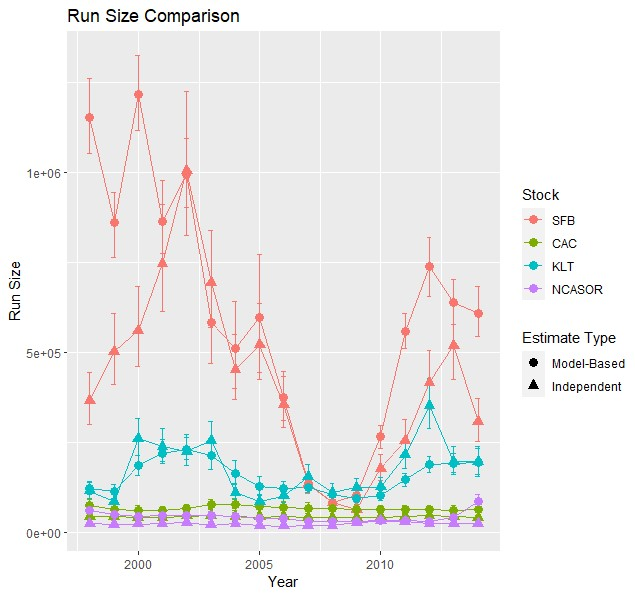 Run Size Comparison
1e+06
5e+05
0e+00
Run Size
2000
2005
2010
Year
Stock
SFB
CAC
KLT
NCASOR
Estimate Type
Model-Based
Independent